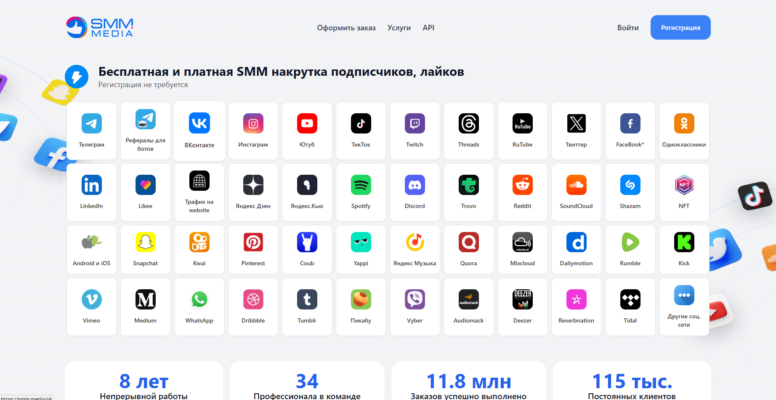 SMM
MEDIA
Оформить заказ Услуги API
Войти Регистрация
Бесплатная и платная SMM накрутка подписчиков, лайков
Регистрация не требуется
Телеграм
Рефералы для
ботов
ВКонтакте
Инстаграм
Ютуб
ТикТок
Twitch
Threads
RuTube
Твиттер
FaceBook*
Одноклассники
LinkedIn
Likee
Трафик на
website
Яндекс.Дзен
Яндекс.Кью
Spotify
Discord
Trovo
Reddit
SoundCloud
Shazam
NFT
Android и iOS
Snapchat
Kwai
Pinterest
Coub
Yappi
Яндекс Музыка
Quora
Mixcloud
Dailymotion
Rumble
Kick
Vimeo
Medium
WhatsApp
Dribbble
Tumblr
Пикабу
Vyber
Audiomack
Deezer
Reverbnation
Tidal
Другие соц.
сети
8 лет
Непрерывной работы
34
Профессионала в команде
11.8 млн
Заказов успешно выполнено
115 тыс.
Постоянных клиентов